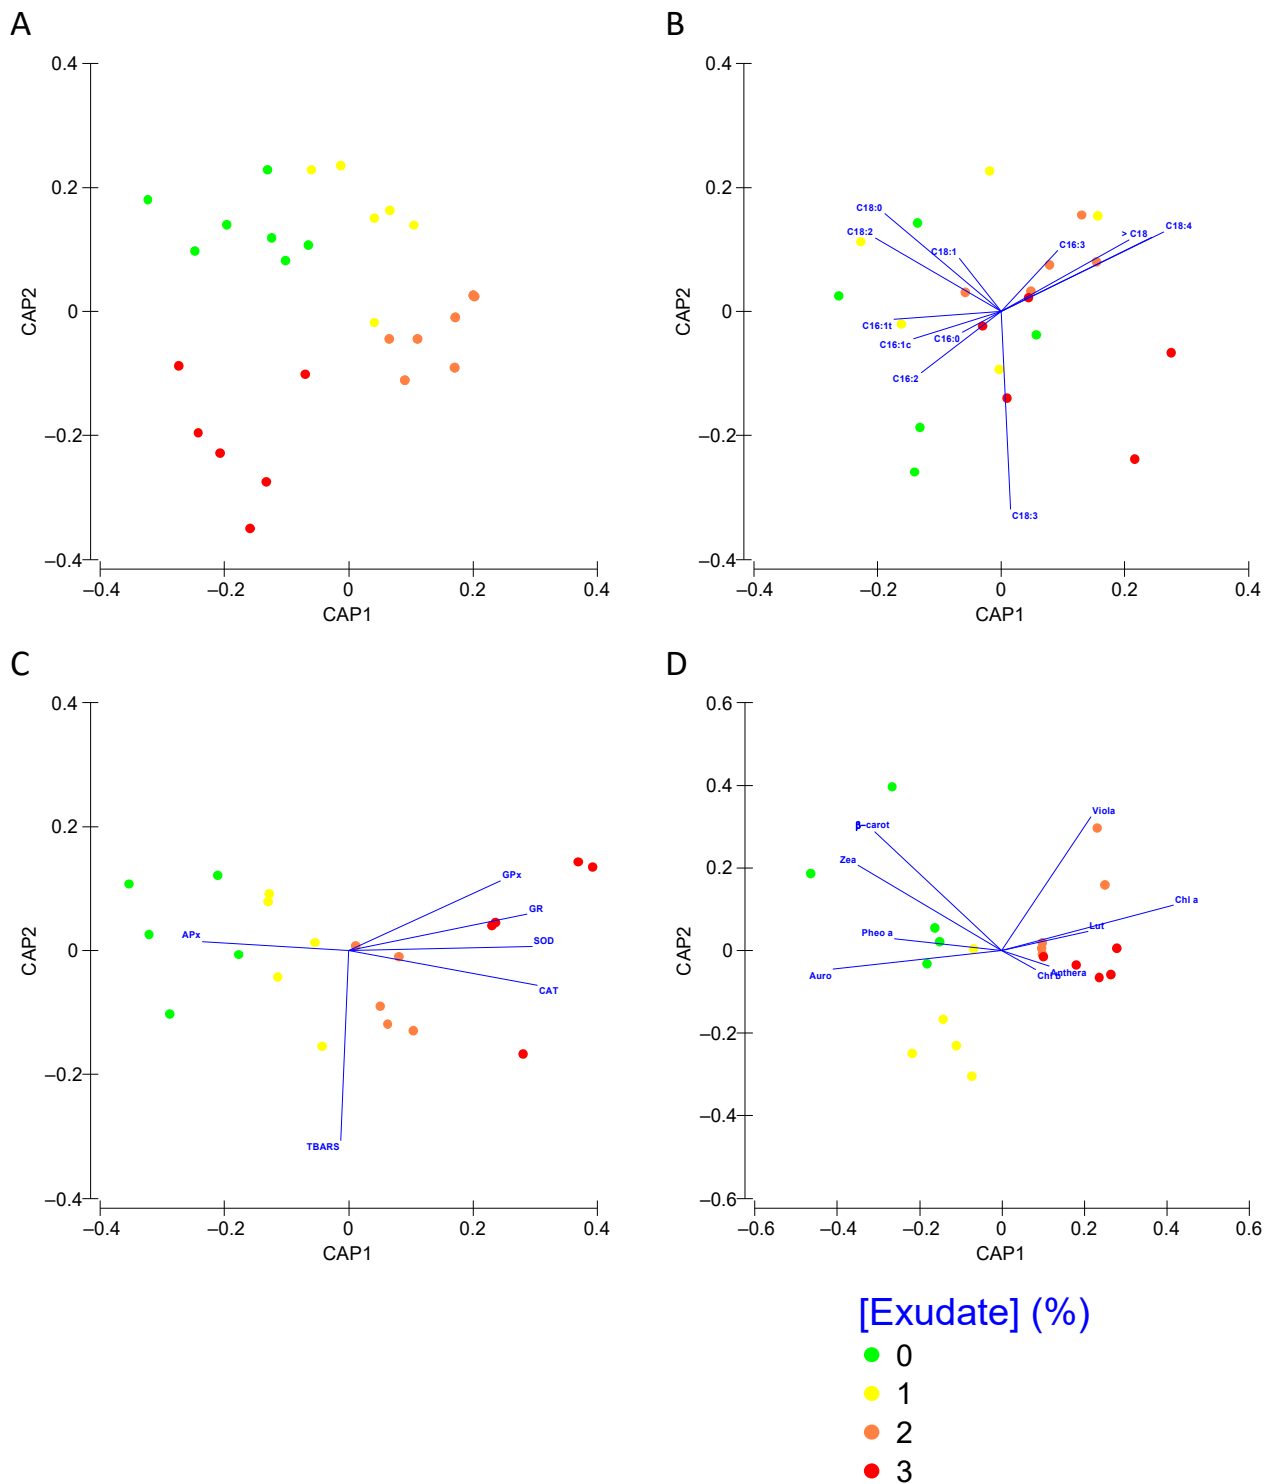 A
B
0.4
0.2
0
–0.2
–0.4
CAP2
–0.4
–0.2
0
0.2
0.4
CAP1
0.4
0.2
0
–0.2
–0.4
CAP2
C18:0
C18:2
C18:1
C16:3
> C18
C18:4
C16:1t
C16:1c
C16:0
C16:2
C18:3
–0.4
–0.2
0
0.2
0.4
CAP1
C
D
0.4
0.2
0
–0.2
–0.4
CAP2
GPx
GR
APx
SOD
CAT
TBARS
–0.4
–0.2
0
0.2
0.4
CAP1
0.6
0.4
0.2
0
–0.2
–0.4
–0.6
CAP2
Viola
β–carot
Zea
Chl a
Lut
Pheo a
Auro
Chl b
Anthera
–0.6
–0.4
–0.2
0
0.2
0.4
0.6
CAP1
[Exudate] (%)
0
1
2
3